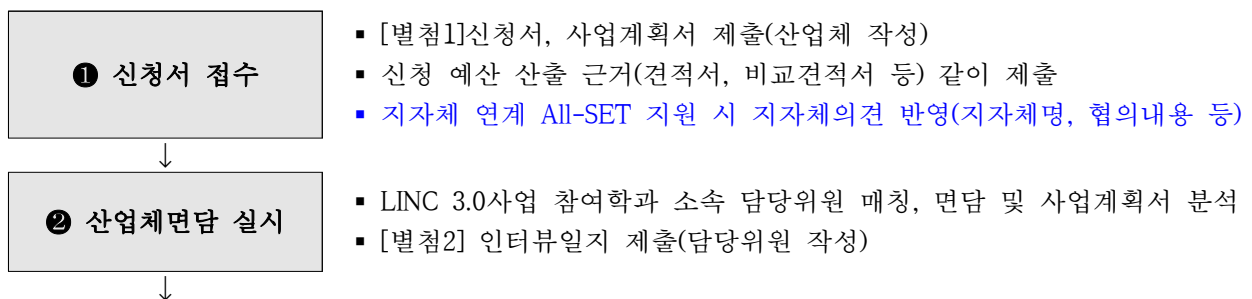 ❶ 신청서 접수
▪ [별첨1]신청서, 사업계획서 제출(산업체 작성)
▪ 신청 예산 산출 근거(견적서, 비교견적서 등) 같이 제출
▪ 지자체 연계 All-SET 지원 시 지자체의견 반영(지자체명, 협의내용 등)
↓
❷ 산업체면담 실시
▪ LINC 3.0사업 참여학과 소속 담당위원 매칭, 면담 및 사업계획서 분석
▪ [별첨2] 인터뷰일지 제출(담당위원 작성)
↓